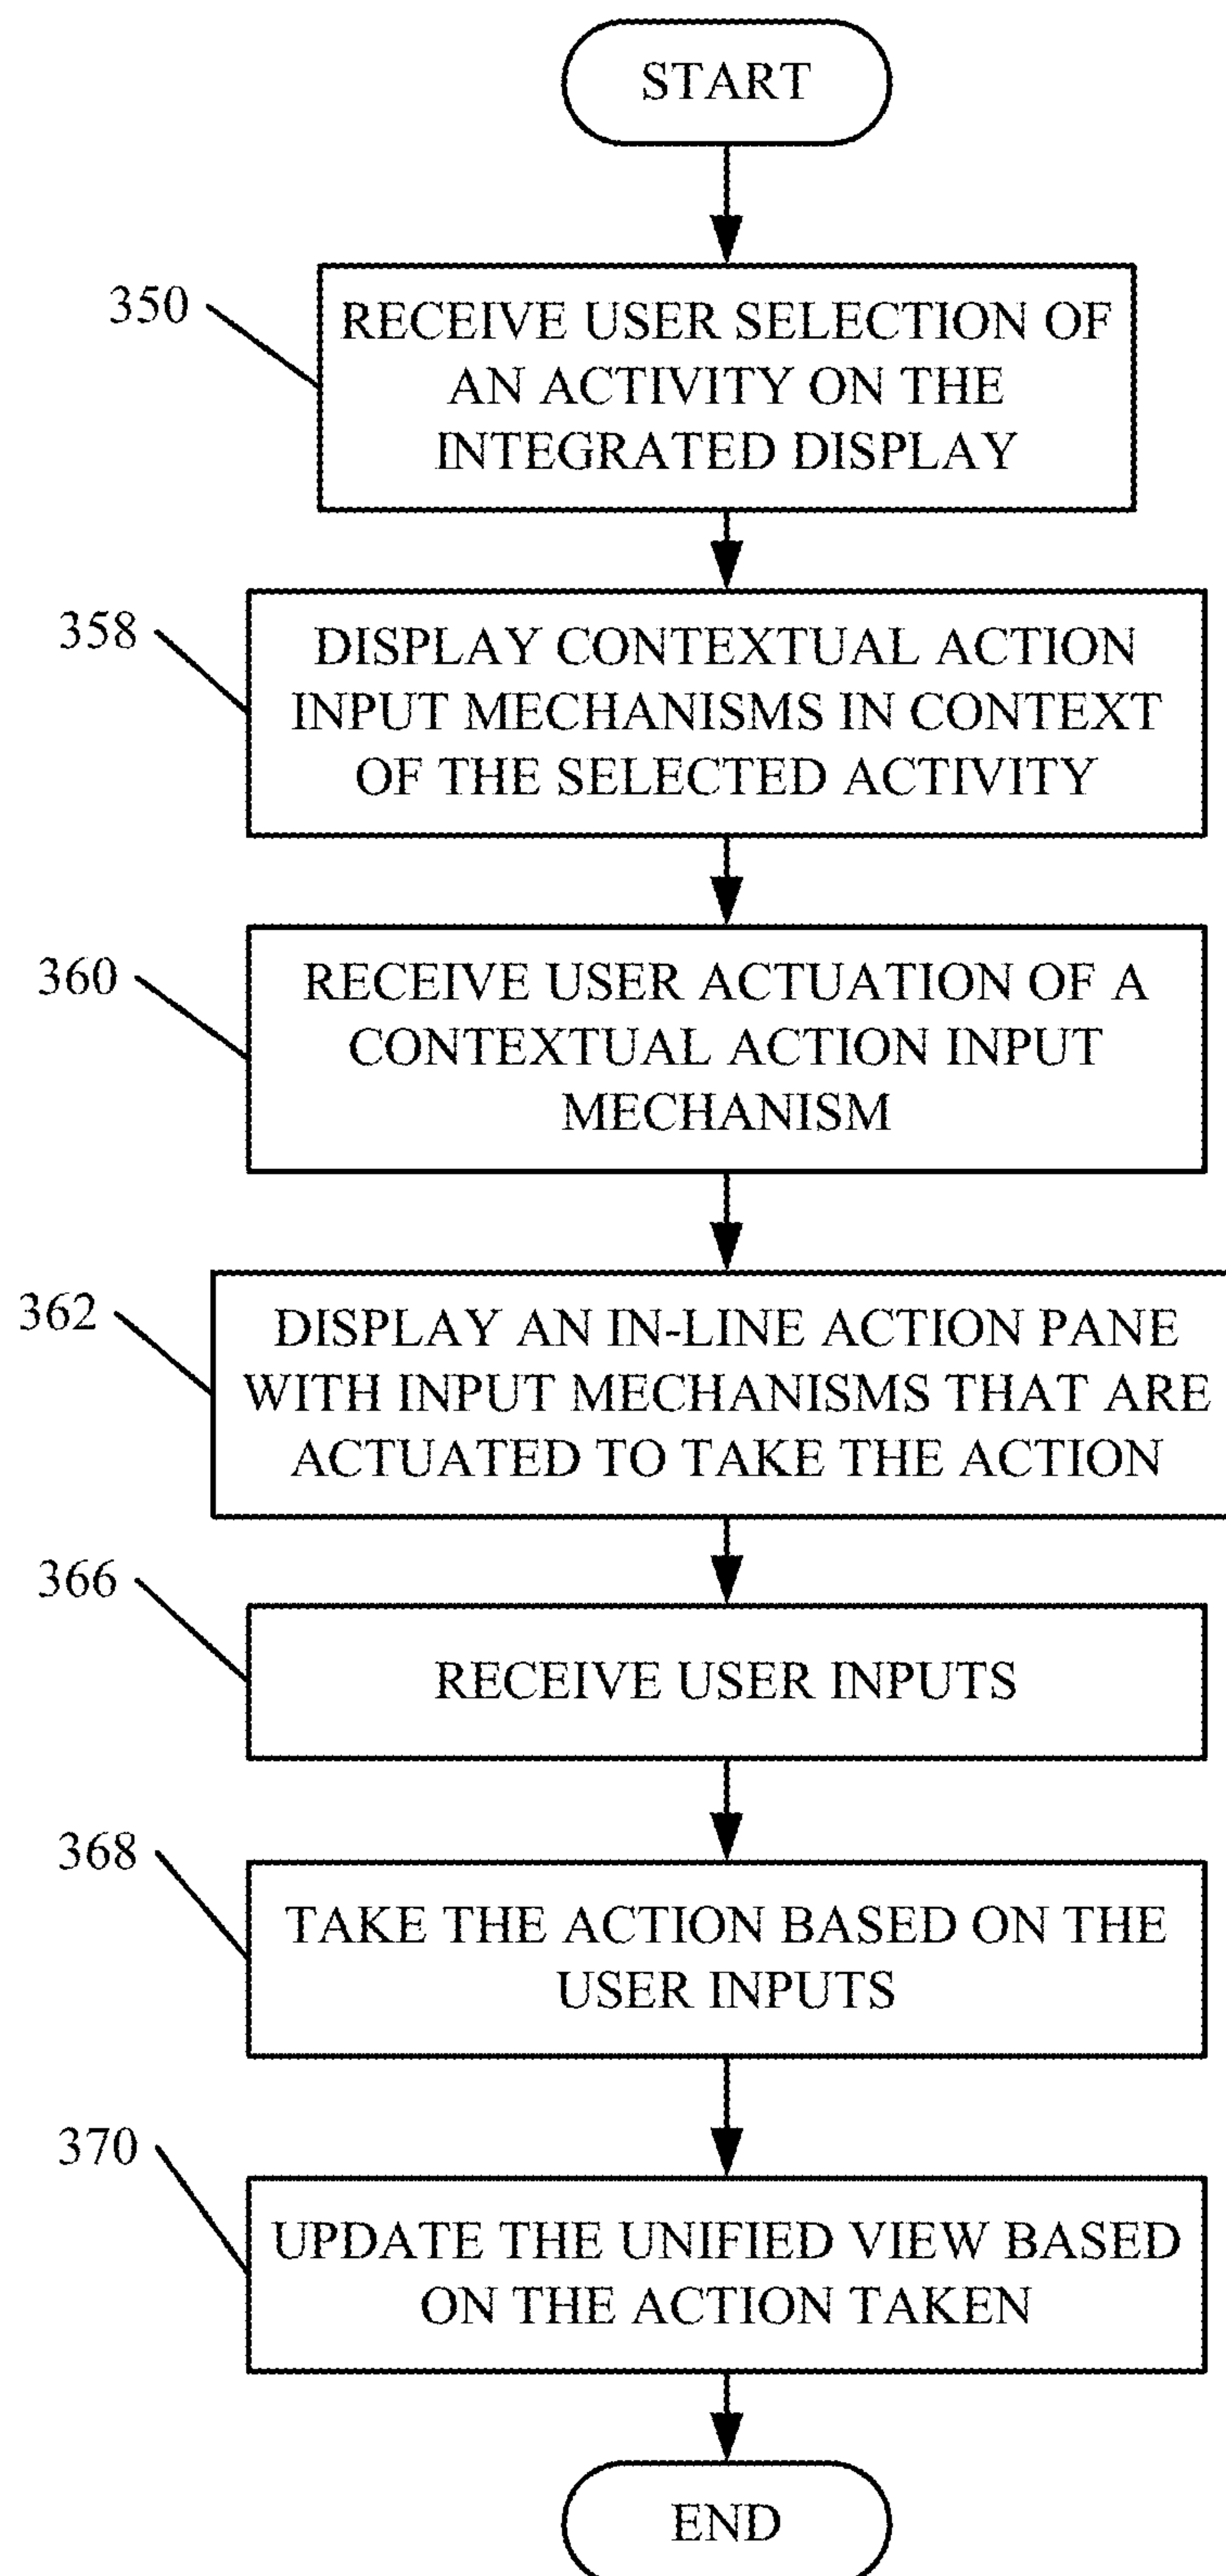 START
350
RECEIVE USER SELECTION OF
AN ACTIVITY ON THE
INTEGRATED DISPLAY
358
DISPLAY CONTEXTUAL ACTION
INPUT MECHANISMS IN CONTEXT
OF THE SELECTED ACTIVITY
360
RECEIVE USER ACTUATION OF A
CONTEXTUAL ACTION INPUT
MECHANISM
362
DISPLAY AN IN-LINE ACTION PANE
WITH INPUT MECHANISMS THAT ARE
ACTUATED TO TAKE THE ACTION
366
RECEIVE USER INPUTS
368
TAKE THE ACTION BASED ON THE
USER INPUTS
370
UPDATE THE UNIFIED VIEW BASED
ON THE ACTION TAKEN
END